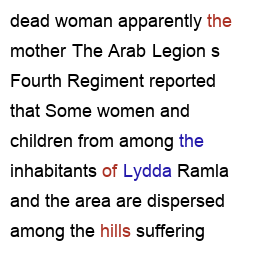 dead woman apparently the
mother The Arab Legion s
Fourth Regiment reported
that Some women and
children from among the
inhabitants of Lydda Ramla
and the area are dispersed
among the hills suffering